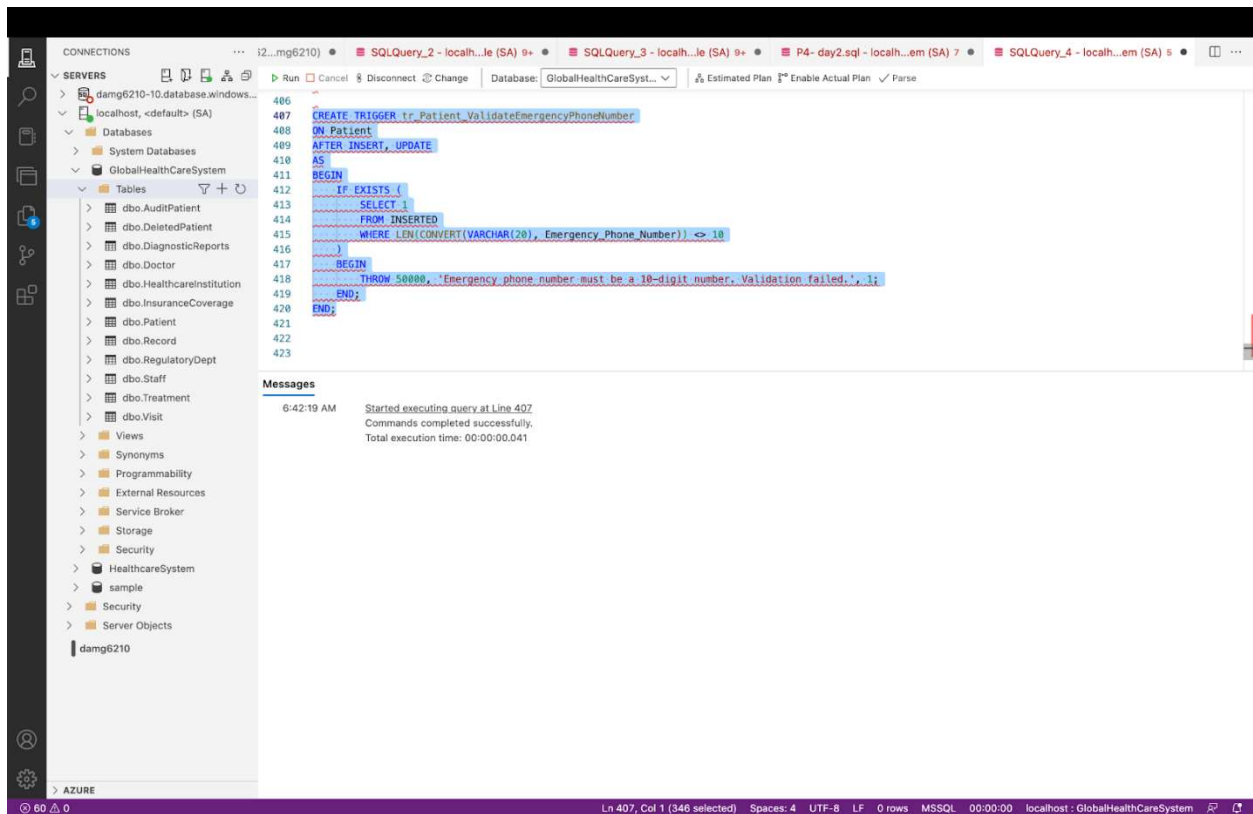 CONNECTIONS ...
i2...mg6210)
SQLQuery_2 - localh...le (SA) 9+
SQLQuery_3 - localh...le (SA) 9+
P4- day2.sql - localh...em (SA) 7
SQLQuery_4 - localh...em (SA) 5
...
SERVERS
Run Cancel Disconnect Change Database: GlobalHealthCareSyst... Estimated Plan Enable Actual Plan Parse
damg6210-10.database.windows...
localhost, <default> (SA)
Databases
System Databases
GlobalHealthCareSystem
Tables
dbo.AuditPatient
dbo.DeletedPatient
dbo.DiagnosticReports
dbo.Doctor
dbo.HealthcareInstitution
dbo.InsuranceCoverage
dbo.Patient
dbo.Record
dbo.RegulatoryDept
dbo.Staff
dbo.Treatment
dbo.Visit
Views
Synonyms
Programmability
External Resources
Service Broker
Storage
Security
HealthcareSystem
sample
Security
Server Objects
damg6210
AZURE
5
406
407 CREATE TRIGGER tr_Patient_ValidateEmergencyPhoneNumber
408 ON Patient
409 AFTER INSERT, UPDATE
410 AS
411 BEGIN
412 IF EXISTS (
413 SELECT 1
414 FROM INSERTED
415 WHERE LEN(CONVERT(VARCHAR(20), Emergency_Phone_Number)) <> 10
416 )
417 BEGIN
418 THROW 50000, 'Emergency phone number must be a 10-digit number. Validation failed.', 1;
419 END;
420 END;
421
422
423
Messages
6:42:19 AM Started executing query at Line 407
Commands completed successfully.
Total execution time: 00:00:00.041
60 0
Ln 407, Col 1 (346 selected) Spaces: 4 UTF-8 LF 0 rows MSSQL 00:00:00 localhost : GlobalHealthCareSystem